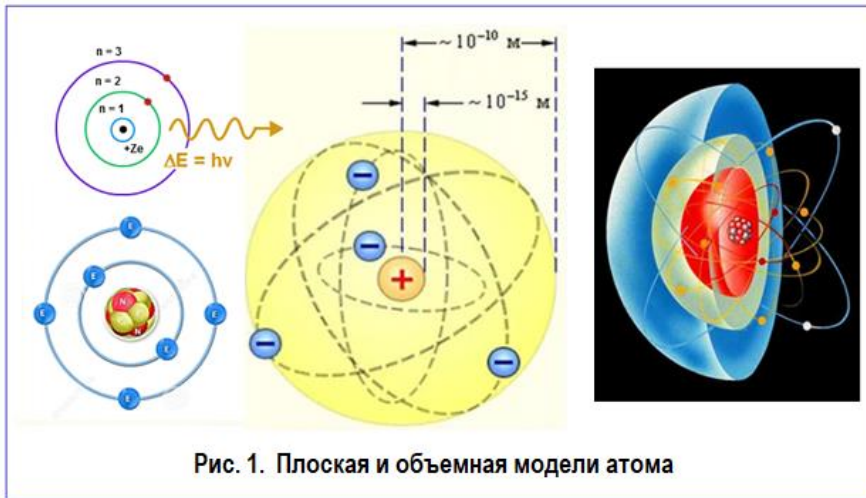 n = 3
n = 2
n = 1
+Ze
ΔE = hν
E
E
E
E
E
E
N
N
~ 10⁻¹⁰ м
~ 10⁻¹⁵ м
−
−
−
−
+
Рис. 1. Плоская и объемная модели атома